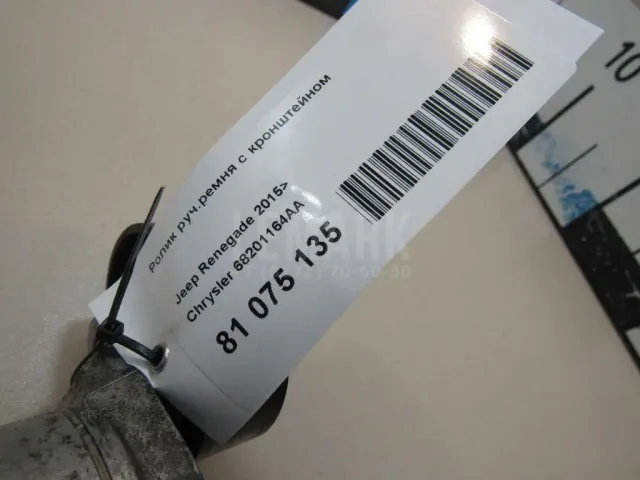 Ролик руч.ремня с кронштейном
Jeep Renegade 2015>
Chrysler 68201164AA
81 075 135
10